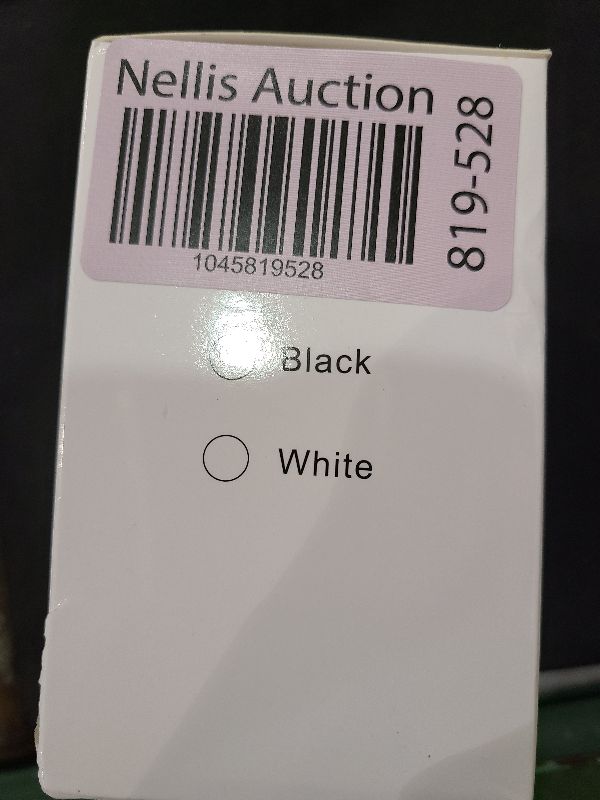 Nellis Auction
819-528
1045819528
Black
White